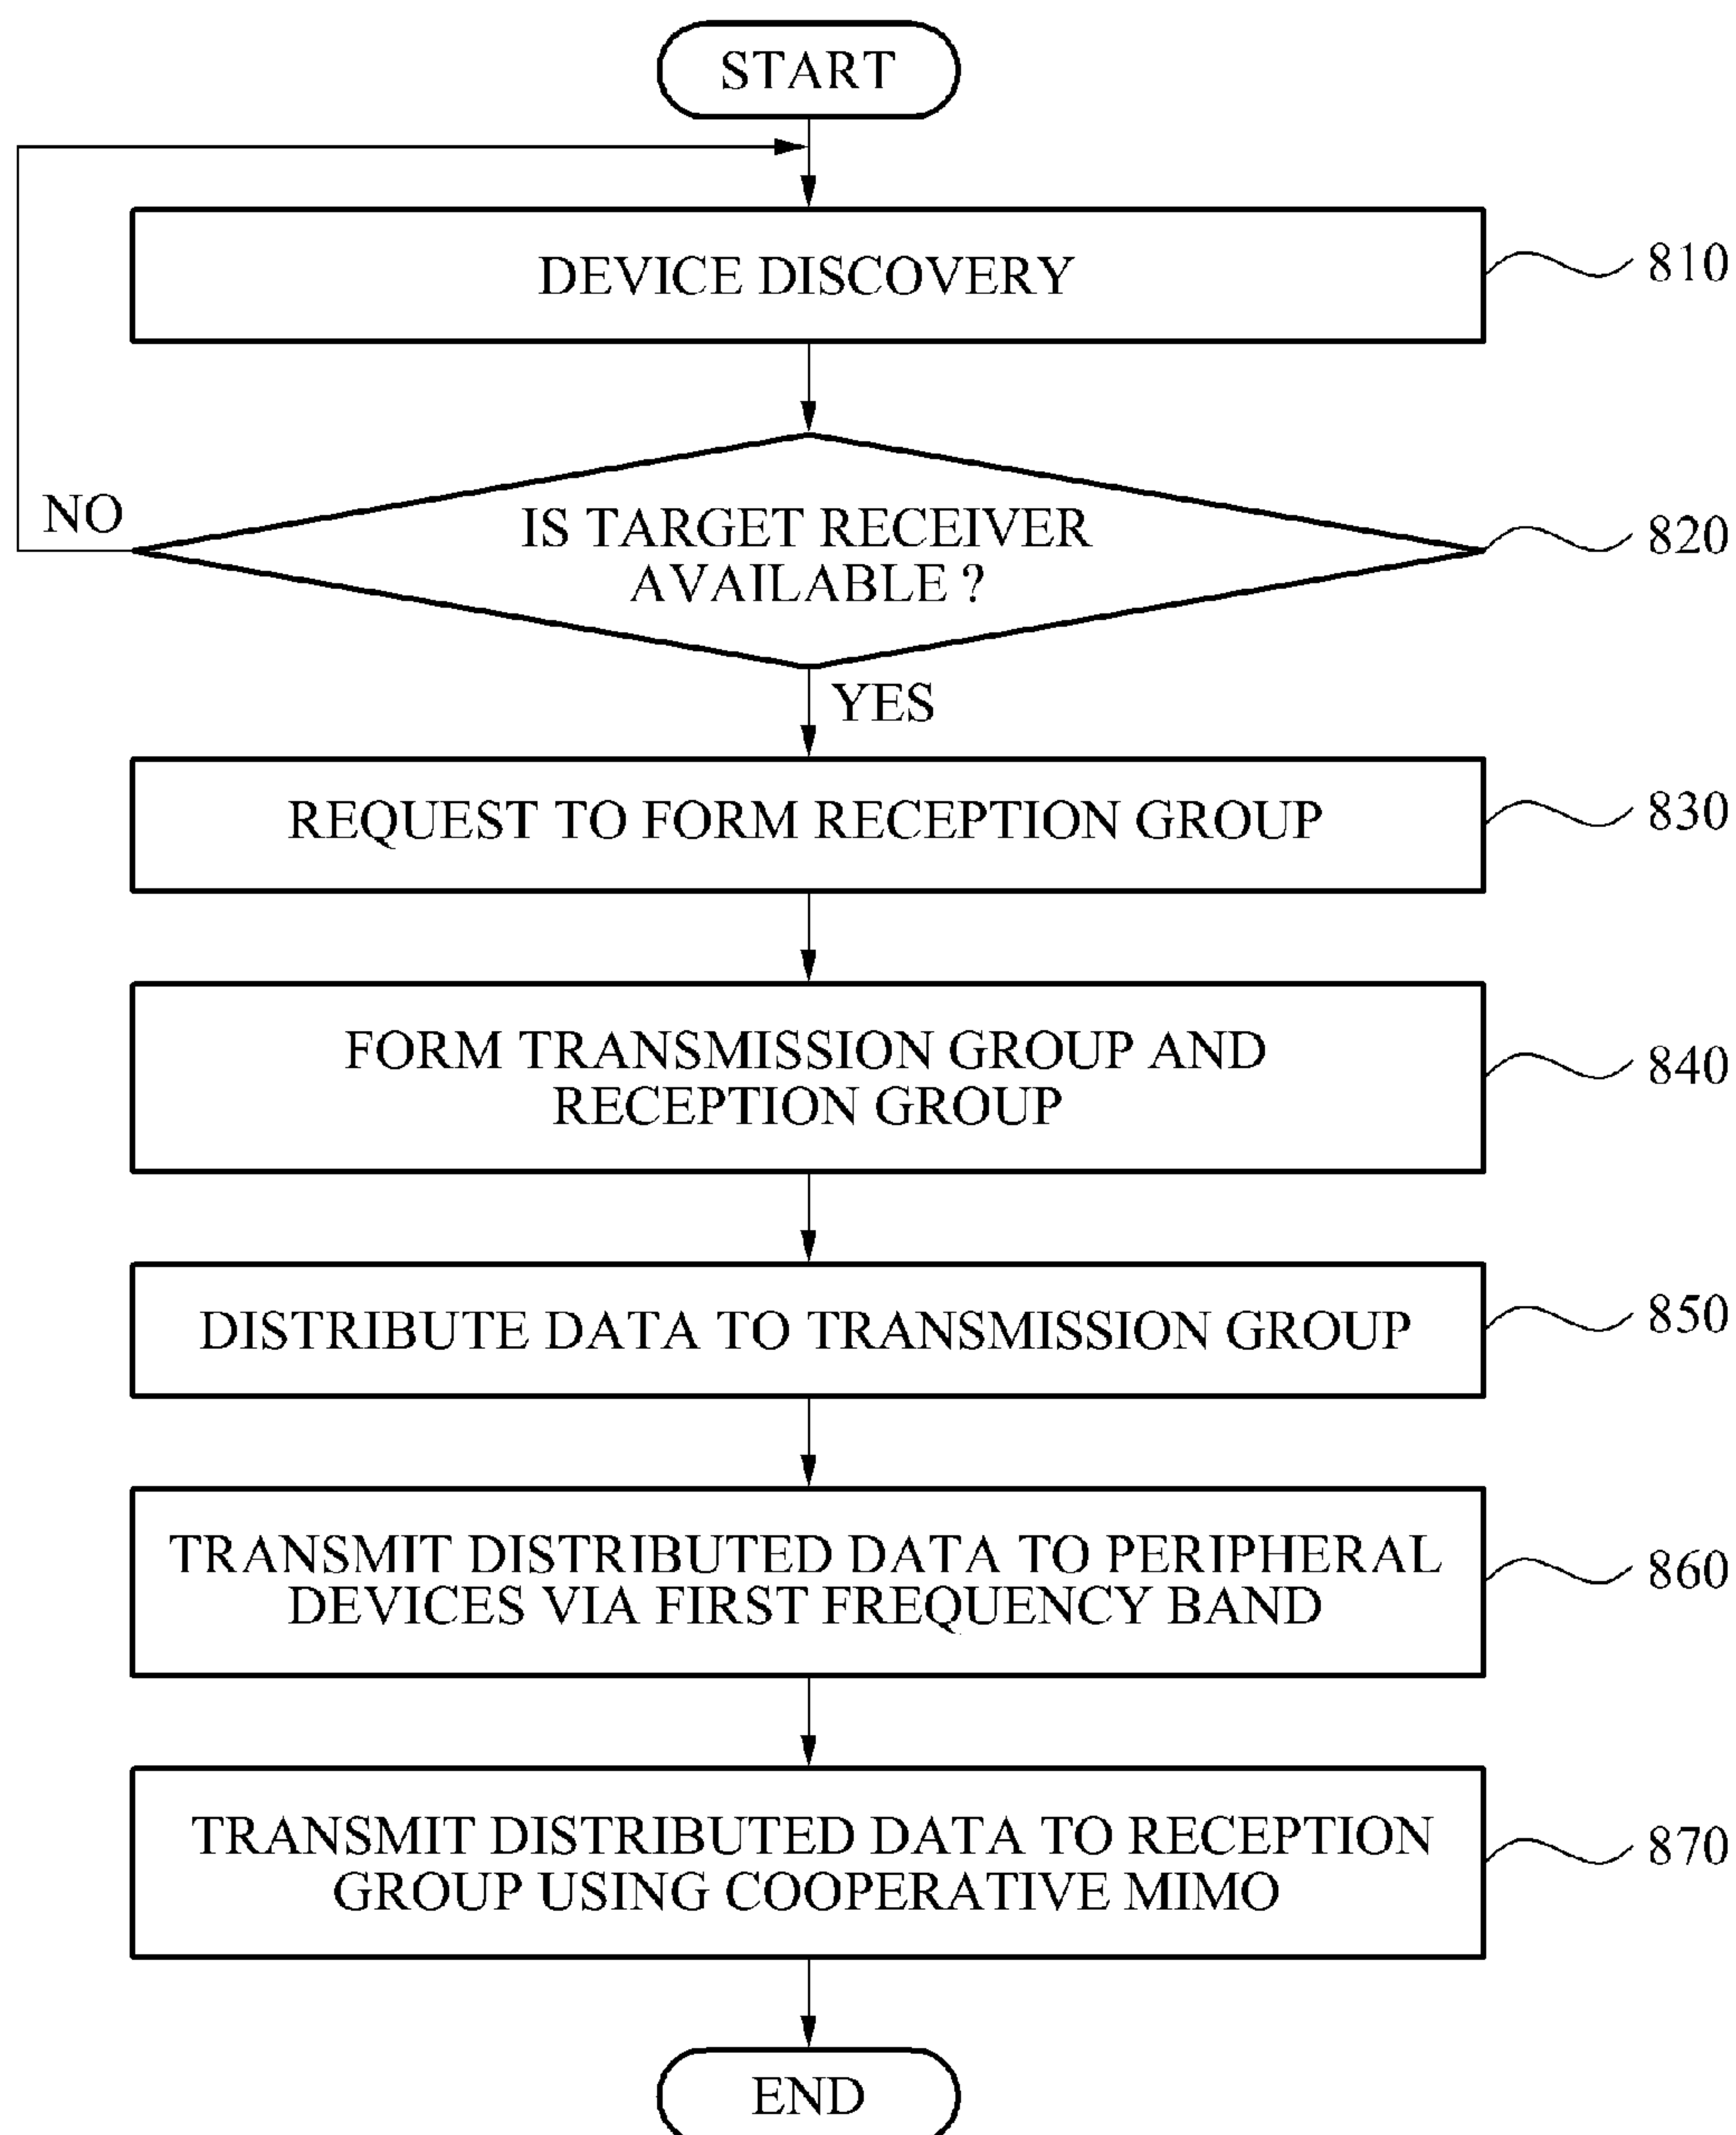 START
DEVICE DISCOVERY
810
NO
IS TARGET RECEIVER
AVAILABLE ?
820
YES
REQUEST TO FORM RECEPTION GROUP
830
FORM TRANSMISSION GROUP AND
RECEPTION GROUP
840
DISTRIBUTE DATA TO TRANSMISSION GROUP
850
TRANSMIT DISTRIBUTED DATA TO PERIPHERAL
DEVICES VIA FIRST FREQUENCY BAND
860
TRANSMIT DISTRIBUTED DATA TO RECEPTION
GROUP USING COOPERATIVE MIMO
870
END